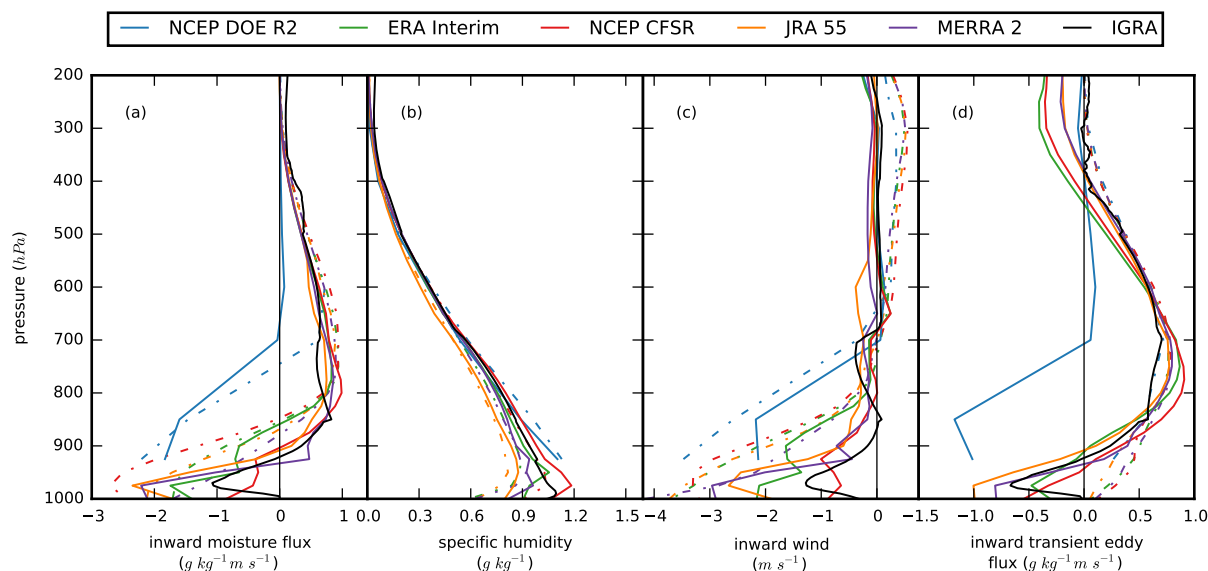 NCEP DOE R2 ERA Interim NCEP CFSR JRA 55 MERRA 2 IGRA
(a) (b) (c) (d)
200
300
400
500
600
700
800
900
1000
pressure (hPa)
−3 −2 −1 0 1
0.0 0.3 0.6 0.9 1.2 1.5
−4 −3 −2 −1 0
−1.5 −1.0 −0.5 0.0 0.5 1.0
inward moisture flux
(g kg⁻¹ m s⁻¹)
specific humidity
(g kg⁻¹)
inward wind
(m s⁻¹)
inward transient eddy
flux (g kg⁻¹ m s⁻¹)